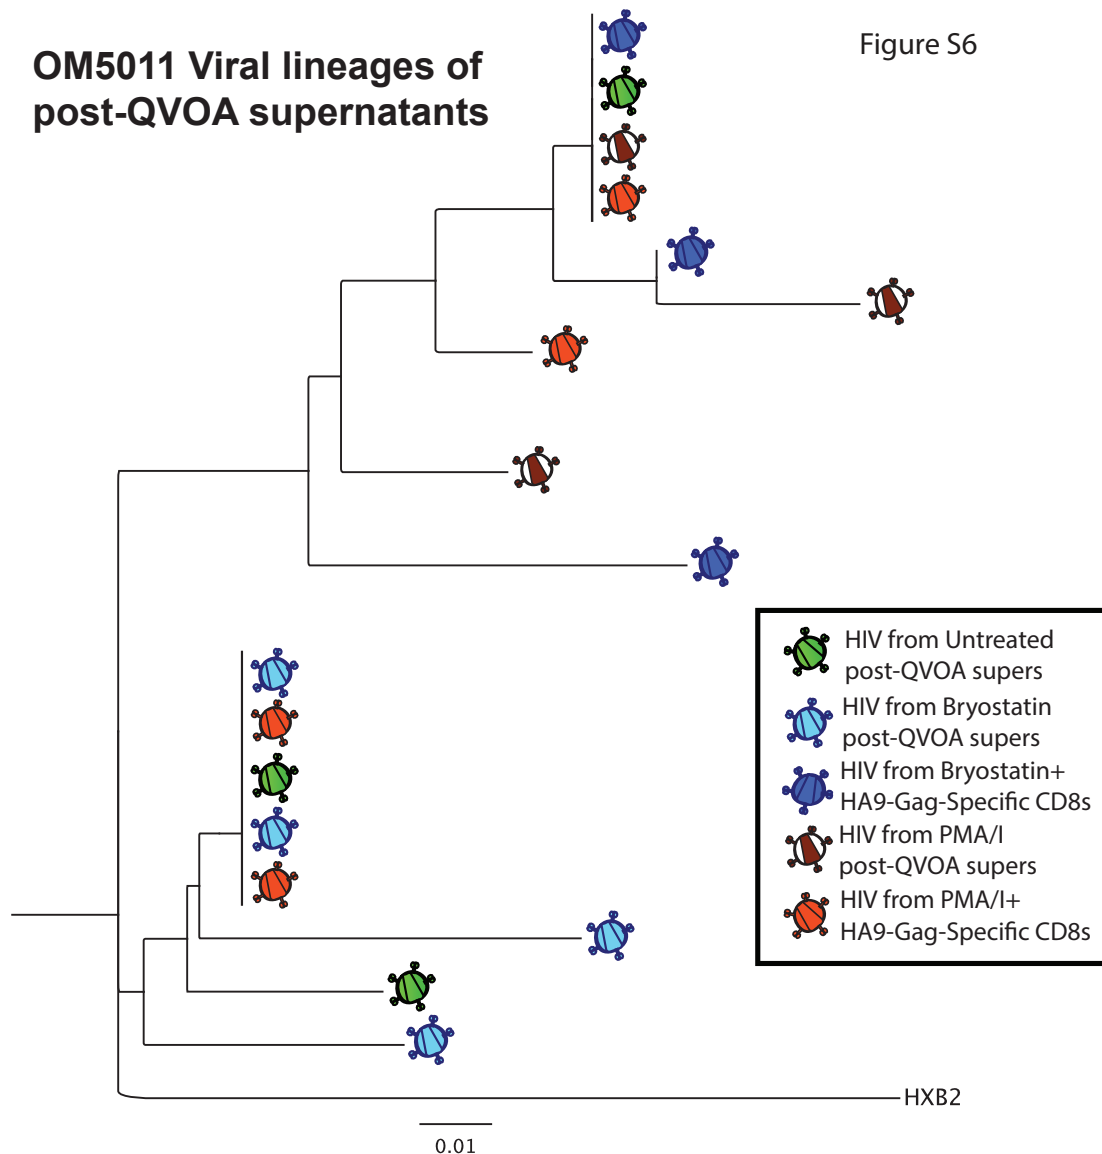 OM5011 Viral lineages of
post-QVOA supernatants
Figure S6
HIV from Untreated
post-QVOA supers
HIV from Bryostatin
post-QVOA supers
HIV from Bryostatin+
HA9-Gag-Specific CD8s
HIV from PMA/I
post-QVOA supers
HIV from PMA/I+
HA9-Gag-Specific CD8s
HXB2
0.01